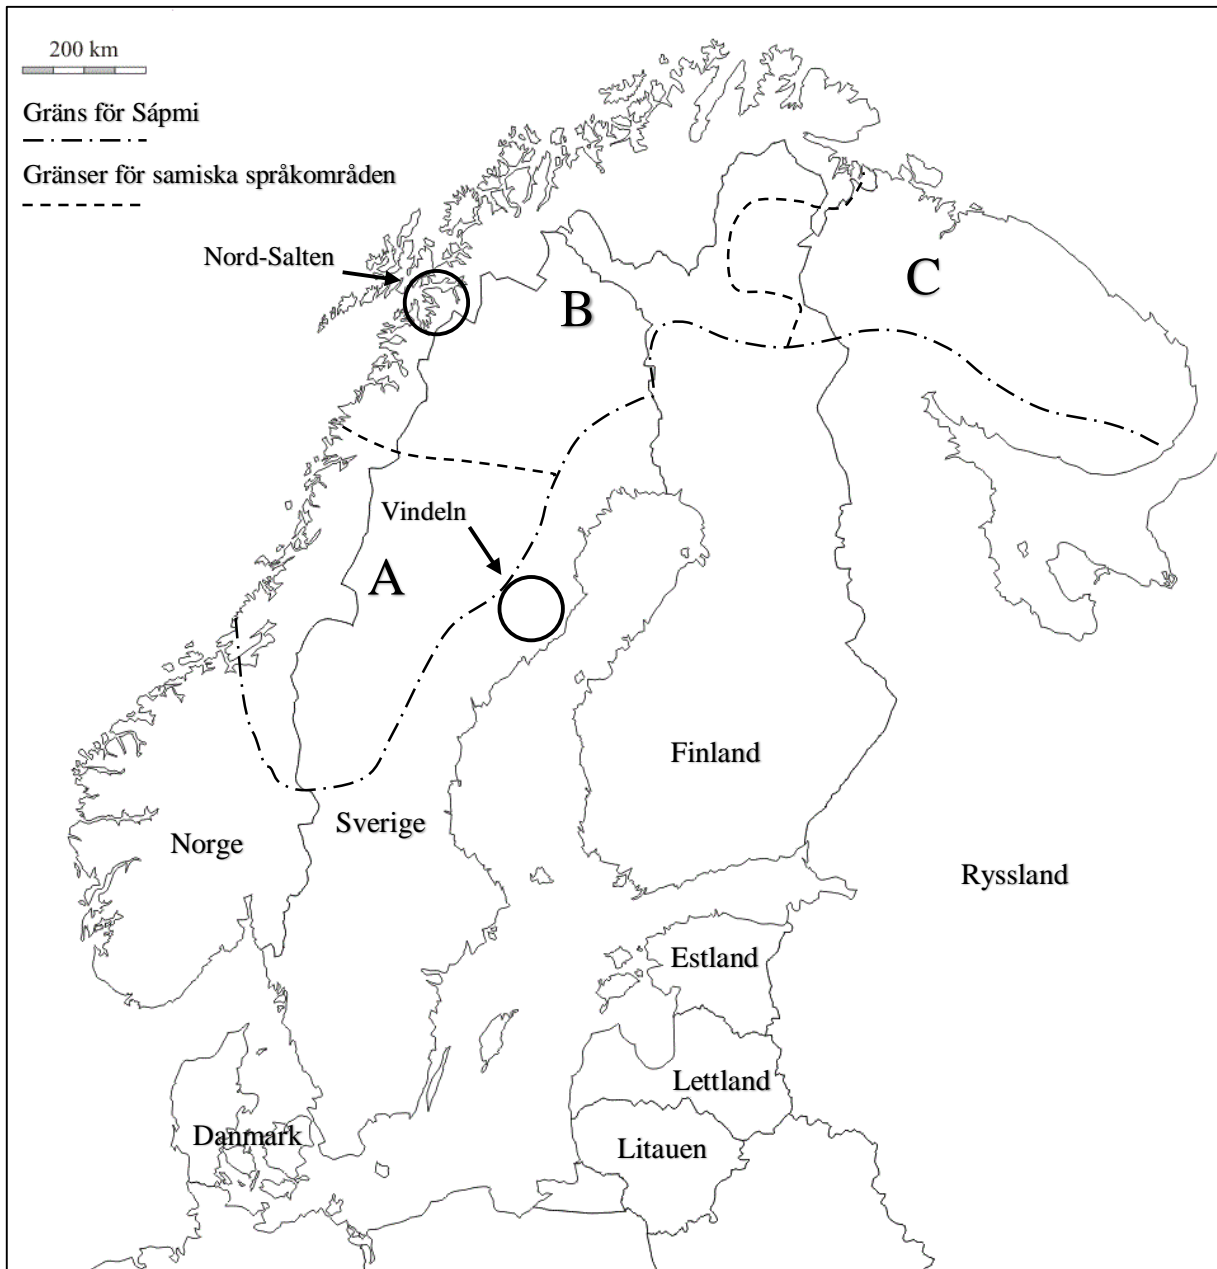 200 km
Gräns för Sápmi
Gränser för samiska språkområden
Nord-Salten
B
C
Vindeln
A
Finland
Sverige
Norge
Ryssland
Estland
Lettland
Danmark
Litauen